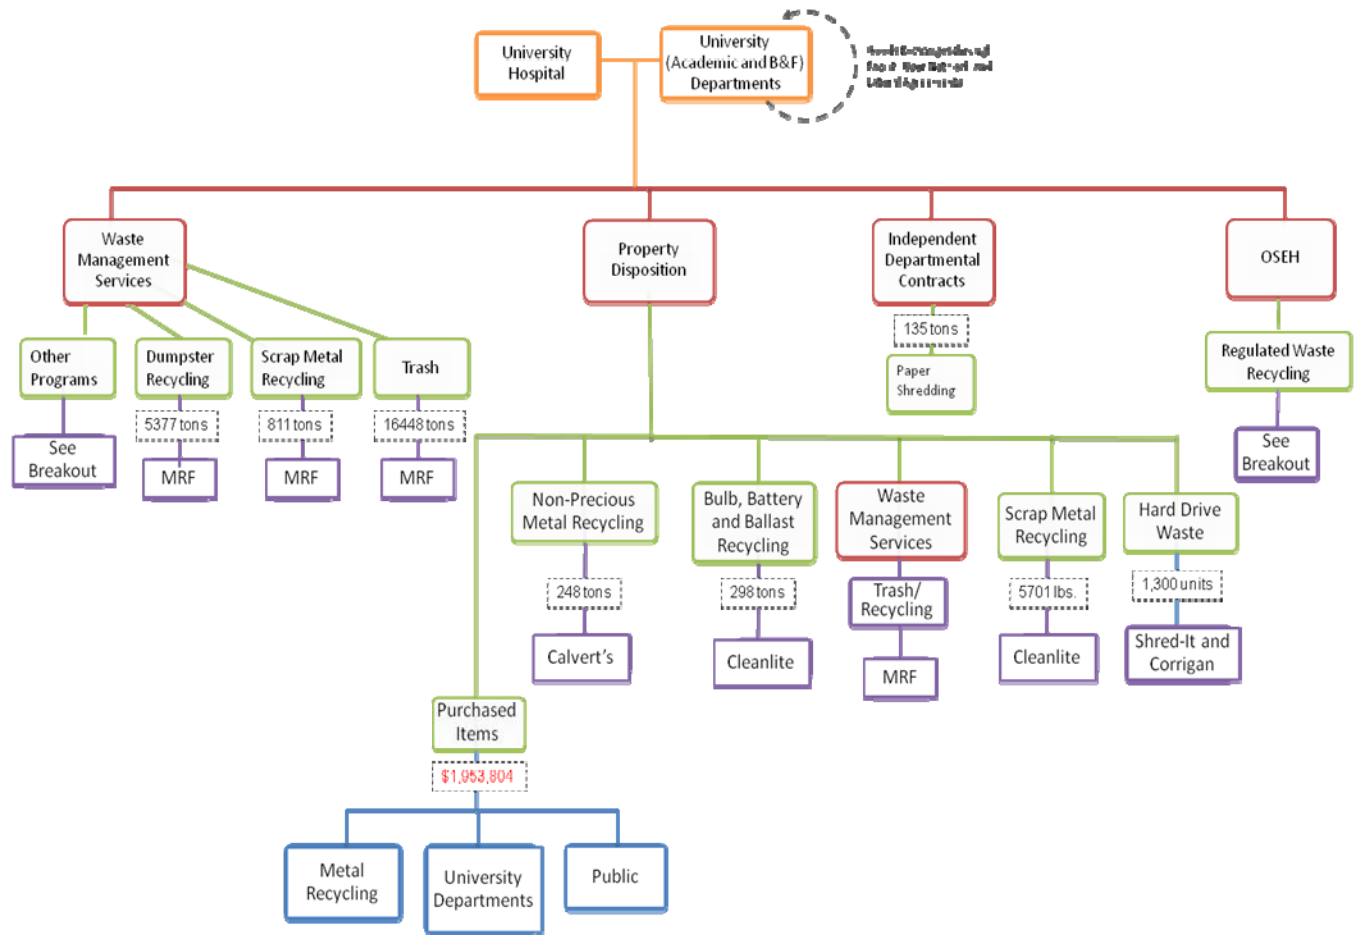 University
Hospital
University
(Academic and B&F)
Departments
Waste
Management
Services
Property
Disposition
Independent
Departmental
Contracts
OSEH
135 tons
Paper
Shredding
Regulated Waste
Recycling
See
Breakout
Other
Programs
Dumpster
Recycling
Scrap Metal
Recycling
Trash
5377 tons
811 tons
16448 tons
See
Breakout
MRF
MRF
MRF
Non-Precious
Metal Recycling
Bulb, Battery
and Ballast
Recycling
Waste
Management
Services
Scrap Metal
Recycling
Hard Drive
Waste
248 tons
298 tons
Trash/
Recycling
5701 lbs.
1,300 units
Calvert's
Cleanlite
MRF
Cleanlite
Shred-It and
Corrigan
Purchased
Items
$1,953,804
Metal
Recycling
University
Departments
Public